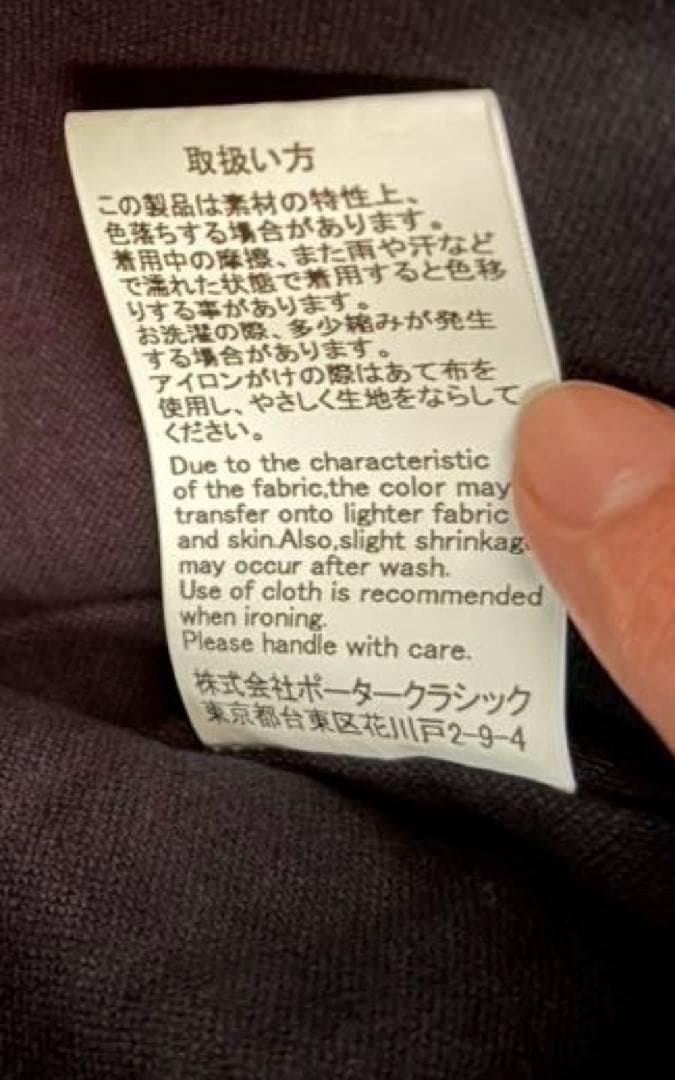 取扱い方
この製品は素材の特性上、
色落ちする場合があります。
着用中の摩擦、また雨や汗など
で濡れた状態で着用すると色移
りする事があります。
お洗濯の際、多少縮みが発生
する場合があります。
アイロンがけの際はあて布を
使用し、やさしく生地をならして
ください。
Due to the characteristic
of the fabric,the color may
transfer onto lighter fabric
and skin.Also,slight shrinkage
may occur after wash.
Use of cloth is recommended
when ironing.
Please handle with care.
株式会社ポータークラシック
東京都台東区花川戸2-9-4